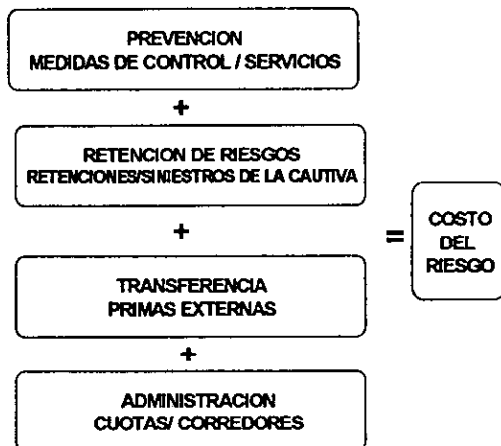 PREVENCION
MEDIDAS DE CONTROL / SERVICIOS
+
RETENCION DE RIESGOS
RETENCIONES/SINIESTROS DE LA CAUTIVA
+
TRANSFERENCIA
PRIMAS EXTERNAS
+
ADMINISTRACION
CUOTAS/ CORREDORES
=
COSTO
DEL
RIESGO